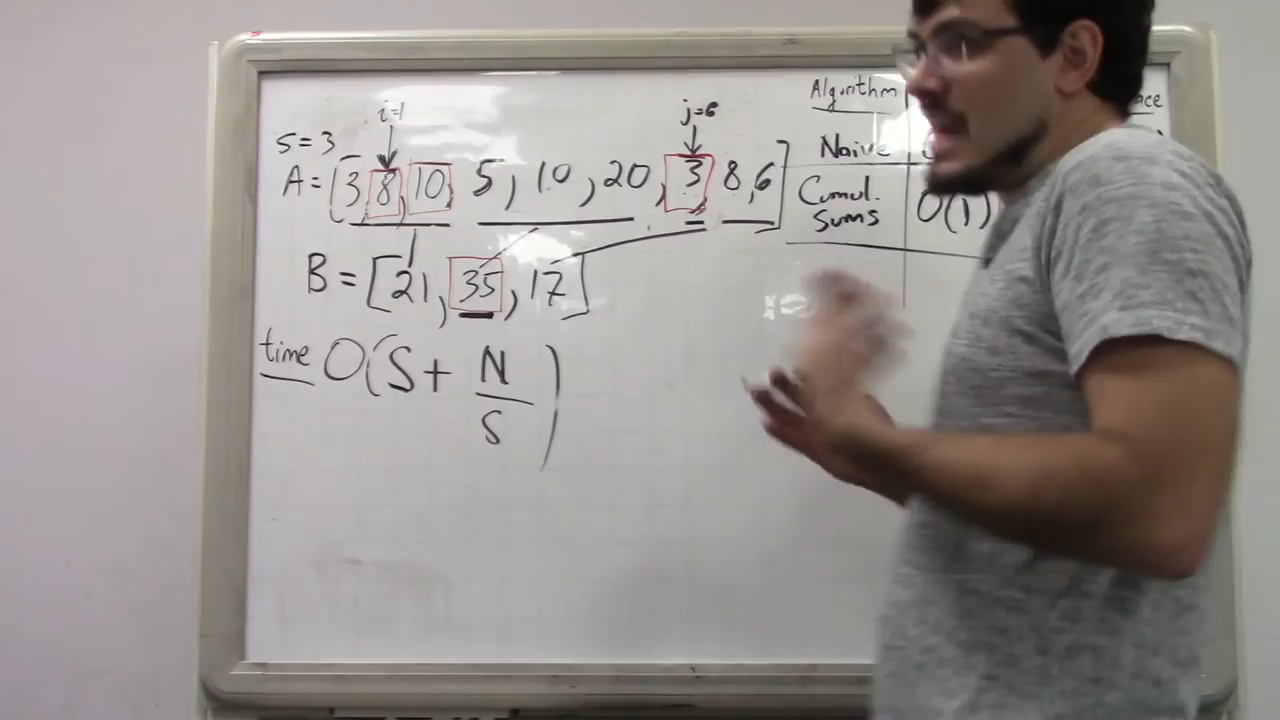 i=1
j=6
S=3
A=[3, 8, 10, 5, 10, 20, 3 8, 6]
B=[21, 35, 17]
time O(S+ N/S)
Algorithm
Naive
Cumul. Sums O(1)